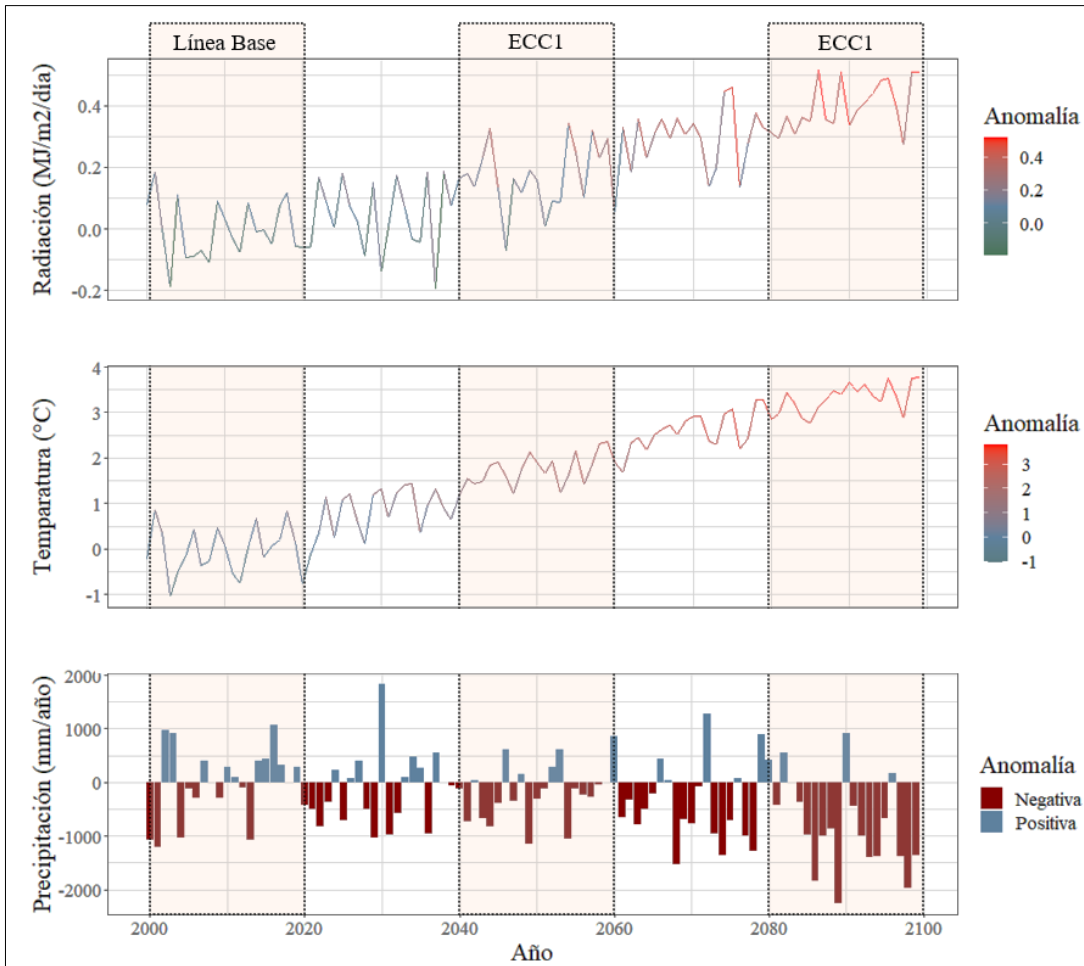 Línea Base
ECC1
ECC1
Radiación (MJ/m2/día)
0.4
0.2
0.0
-0.2
Anomalía
0.4
0.2
0.0
Temparatura (°C)
4
3
2
1
0
-1
Anomalía
3
2
1
0
-1
Precipitación (mm/año)
2000
1000
0
-1000
-2000
Anomalía
Negativa
Positiva
2000
2020
2040
2060
2080
2100
Año